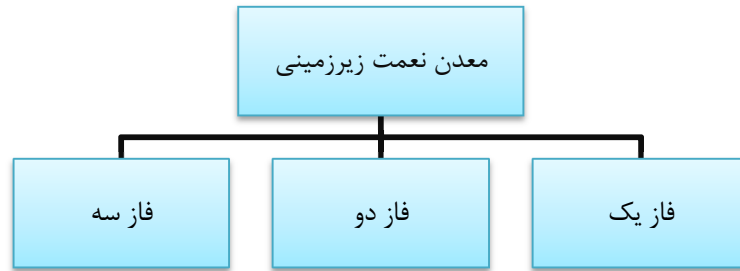 معدن نعمت زیرزمینی
فاز یک
فاز دو
فاز سه